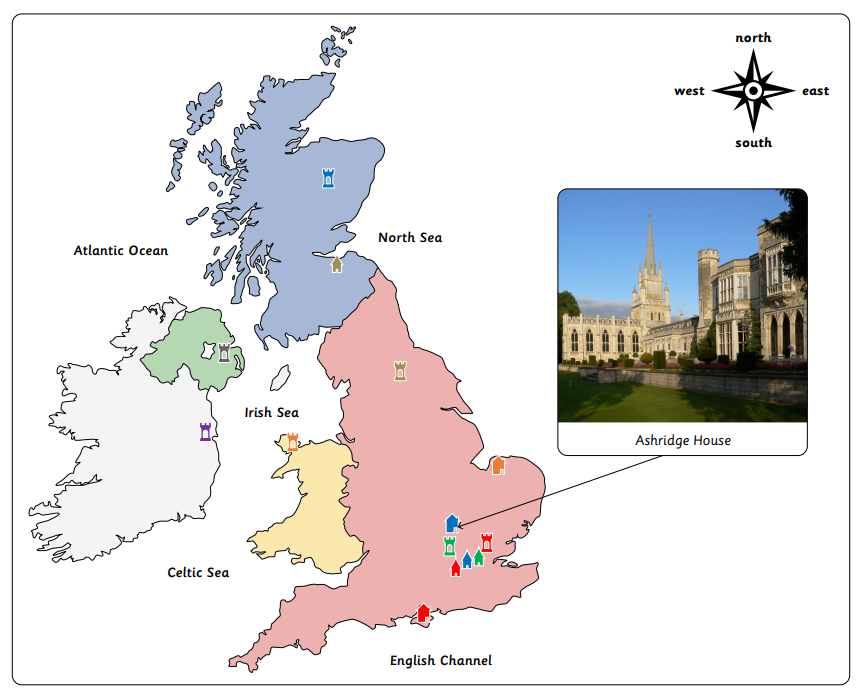 north
west
east
south
North Sea
Atlantic Ocean
Irish Sea
Ashridge House
Celtic Sea
English Channel